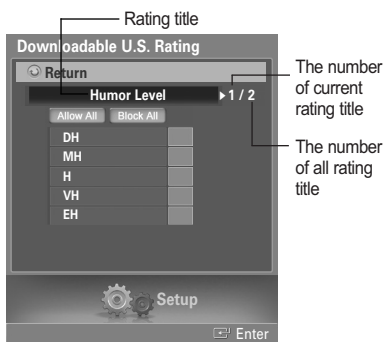 Rating title
Downloadable U.S. Rating
Return
Humor Level
1 / 2
Allow All
Block All
DH
MH
H
VH
EH
Setup
Enter
The number
of current
rating title
The number
of all rating
title